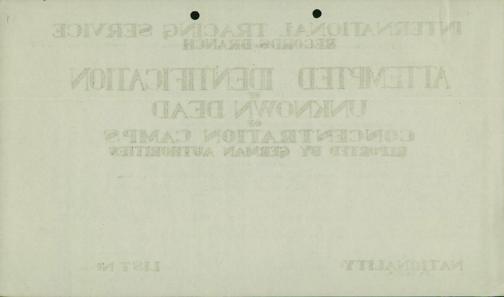 INTERNATIONAL TRACING SERVICE
RECORDS BRANCH
ATTEMPTED IDENTIFICATION
OF
UNKNOWN DEAD
OF
CONCENTRATION CAMPS
REPORTED BY GERMAN AUTHORITIES
NATIONALITY
LIST Nº